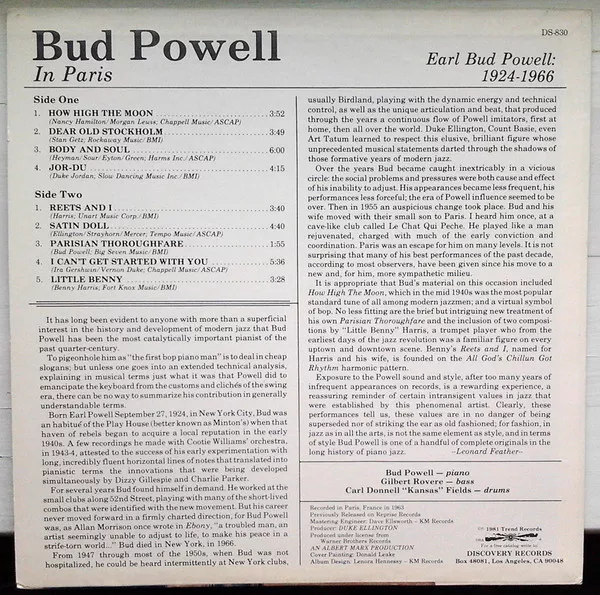 DS-830
Bud Powell
In Paris
Earl Bud Powell:
1924-1966
Side One
1. HOW HIGH THE MOON 3:52
(Nancy Hamilton/Morgan Lewis; Chappell Music/ASCAP)
2. DEAR OLD STOCKHOLM 3:49
(Stan Getz; Rockaway Music/BMI)
3. BODY AND SOUL 6:00
(Heyman/Sour/Eyton/Green; Harms Inc./ASCAP)
4. JOR-DU 4:15
(Duke Jordan; Slow Dancing Music Inc./BMI)
Side Two
1. REETS AND I 3:40
(Harris; Unart Music Corp./BMI)
2. SATIN DOLL 4:40
(Ellington/Strayhorn/Mercer; Tempo Music/ASCAP)
3. PARISIAN THOROUGHFARE 1:55
(Bud Powell; Big Seven Music/BMI)
4. I CAN'T GET STARTED WITH YOU 5:36
(Ira Gershwin/Vernon Duke; Chappell Music/ASCAP)
5. LITTLE BENNY 3:28
(Benny Harris; Fort Knox Music/BMI)
It has long been evident to anyone with more than a superficial
interest in the history and development of modern jazz that Bud
Powell has been the most catalytically important pianist of the
past quarter-century.
To pigeonhole him as "the first bop piano man" is to deal in cheap
slogans; but unless one goes into an extended technical analysis,
explaining in musical terms just what it was that Powell did to
emancipate the keyboard from the customs and clichés of the swing
era, there can be no way to summarize his contribution in generally
understandable terms
Born Earl Powell September 27, 1924, in New York City, Bud was
an habitué of the Play House (better known as Minton's) when that
haven of rebels began to acquire a local reputation in the early
1940s. A few recordings he made with Cootie Williams' orchestra,
in 1943-4, attested to the success of his early experimentation with
long, incredibly fluent horizontal lines of notes that translated into
pianistic terms the innovations that were being developed
simultaneously by Dizzy Gillespie and Charlie Parker.
For several years Bud found himself in demand. He worked at the
small clubs along 52nd Street, playing with many of the short-lived
combos that were identified with the new movement. But his career
never moved forward in a firmly charted direction, for Bud Powell
was, as Allan Morrison once wrote in Ebony, "a troubled man, an
artist seemingly unable to adjust to life, to make his peace in a
strife-torn world..." Bud died in New York, in 1966.
From 1947 through most of the 1950s, when Bud was not
hospitalized, he could be heard intermittently at New York clubs,
usually Birdland, playing with the dynamic energy and technical
control, as well as the unique articulation and beat, that produced
through the years a continuous flow of Powell imitators, first at
home, then all over the world. Duke Ellington, Count Basie, even
Art Tatum learned to respect this elusive, brilliant figure whose
unprecedented musical statements darted through the shadows of
those formative years of modern jazz.
Over the years Bud became caught inextricably in a vicious
circle: the social problems and pressures were both cause and effect
of his inability to adjust. His appearances became less frequent, his
performances less forceful; the era of Powell influence seemed to be
over. Then in 1955 an auspicious change took place. Bud and his
wife moved with their small son to Paris. I heard him once, at a
cave-like club called Le Chat Qui Peche. He played like a man
rejuvenated, charged with much of the early conviction and
coordination. Paris was an escape for him on many levels. It is not
surprising that many of his best performances of the past decade,
according to most observers, have been given since his move to a
new and, for him, more sympathetic milieu.
It is appropriate that Bud's material on this occasion included
How High The Moon, which in the mid 1940s was the most popular
standard tune of all among modern jazzmen; and a virtual symbol
of bop. No less fitting are the brief but intriguing new treatment of
his own Parisian Thoroughfare and the inclusion of two composi-
tions by "Little Benny" Harris, a trumpet player who from the
earliest days of the jazz revolution was a familiar figure on every
uptown and downtown scene. Benny's Reets and I, named for
Harris and his wife, is founded on the All God's Chillun Got
Rhythm harmonic pattern.
Exposure to the Powell sound and style, after too many years of
infrequent appearances on records, is a rewarding experience, a
reassuring reminder of certain intransigent values in jazz that
were established by this phenomenal artist. Clearly, these
performances tell us, these values are in no danger of being
superseded nor of striking the ear as old fashioned; for fashion, in
jazz as in all the arts, is not the same element as style, and in terms
of style Bud Powell is one of a handful of complete originals in the
long history of piano jazz. –Leonard Feather–
Bud Powell – piano
Gilbert Rovere – bass
Carl Donnell "Kansas" Fields – drums
Recorded in Paris, France in 1963
Previously Released on Reprise Records
Mastering Engineer: Dave Ellsworth - KM Records
Producer: DUKE ELLINGTON
Produced under license from
Warner Brothers Records
AN ALBERT MARX PRODUCTION
Cover Painting: Donald Leake
Album Design: Lenora Hennessy - KM Records
©℗ 1981 Trend Records
For a free catalog write to:
DISCOVERY RECORDS
Box 48081, Los Angeles, CA 90048